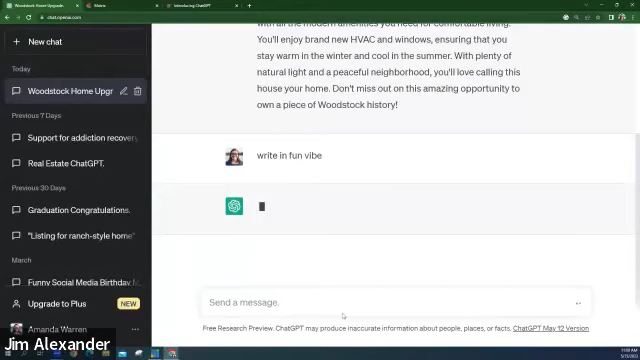 Woodstock Home Upgrade.
Matrix
Introducing ChatGPT
chat.openai.com
New chat
Today
Woodstock Home Upgr
Previous 7 Days
Support for addiction recovery
Real Estate ChatGPT.
Previous 30 Days
Graduation Congratulations.
"Listing for ranch-style home"
March
Funny Social Media Birthday M
Upgrade to Plus
NEW
Amanda Warren
Jim Alexander
with all the modern amenities you need for comfortable living.
You'll enjoy brand new HVAC and windows, ensuring that you
stay warm in the winter and cool in the summer. With plenty of
natural light and a peaceful neighborhood, you'll love calling this
house your home. Don't miss out on this amazing opportunity to
own a piece of Woodstock history!
write in fun vibe
Send a message.
Free Research Preview. ChatGPT may produce inaccurate information about people, places, or facts. ChatGPT May 12 Version